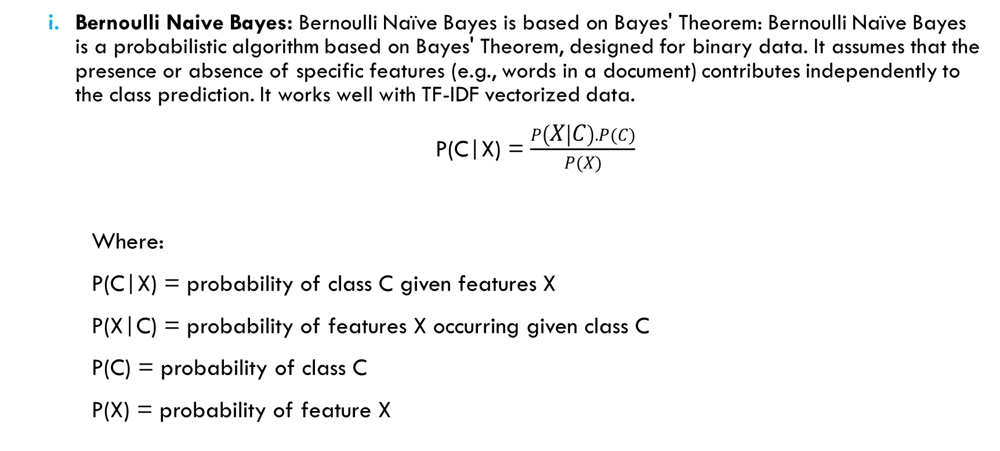 i. Bernoulli Naive Bayes: Bernoulli Naïve Bayes is based on Bayes' Theorem: Bernoulli Naïve Bayes
is a probabilistic algorithm based on Bayes' Theorem, designed for binary data. It assumes that the
presence or absence of specific features (e.g., words in a document) contributes independently to
the class prediction. It works well with TF-IDF vectorized data.
P(C|X) = P(X|C).P(C)
P(X)
Where:
P(C|X) = probability of class C given features X
P(X|C) = probability of features X occurring given class C
P(C) = probability of class C
P(X) = probability of feature X